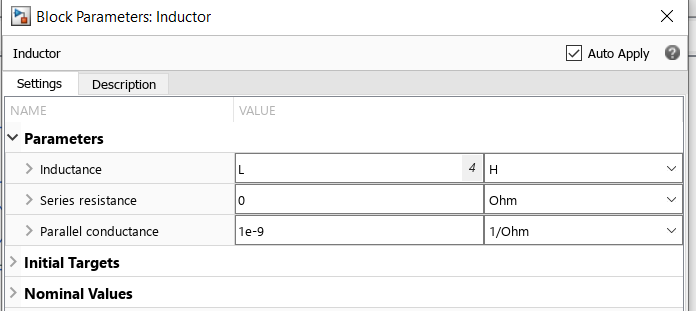 Block Parameters: Inductor
Inductor Auto Apply ?
Settings Description
NAME VALUE
Parameters
Inductance L 4 H
Series resistance 0 Ohm
Parallel conductance 1e-9 1/Ohm
Initial Targets
Nominal Values